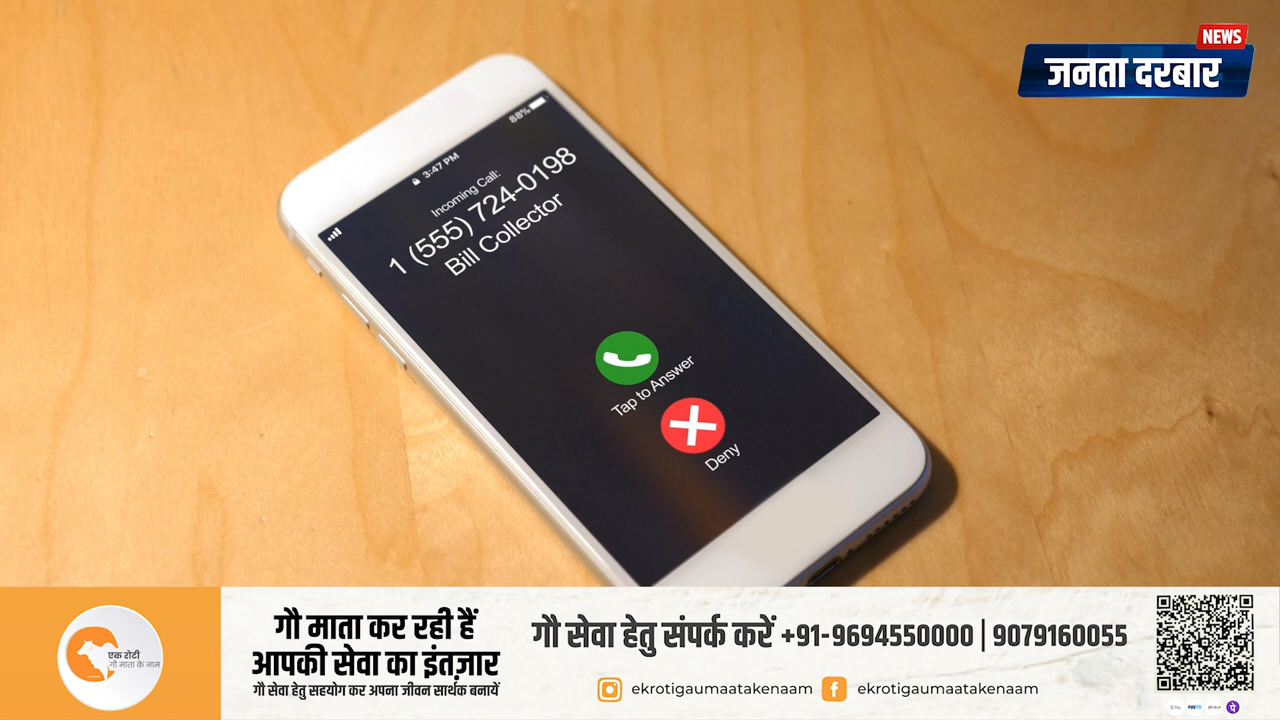 NEWS
जनता दरबार
88%
3:47 PM
Incoming Call:
1 (555) 724-0198
Bill Collector
Tap to Answer
Deny
एक रोटी
गौ माता के नाम
गौ माता कर रही हैं
आपकी सेवा का इंतज़ार
गौ सेवा हेतु सहयोग कर अपना जीवन सार्थक बनायें
गौ सेवा हेतु संपर्क करें +91-9694550000 | 9079160055
ekrotigaumaatakenaam
ekrotigaumaatakenaam